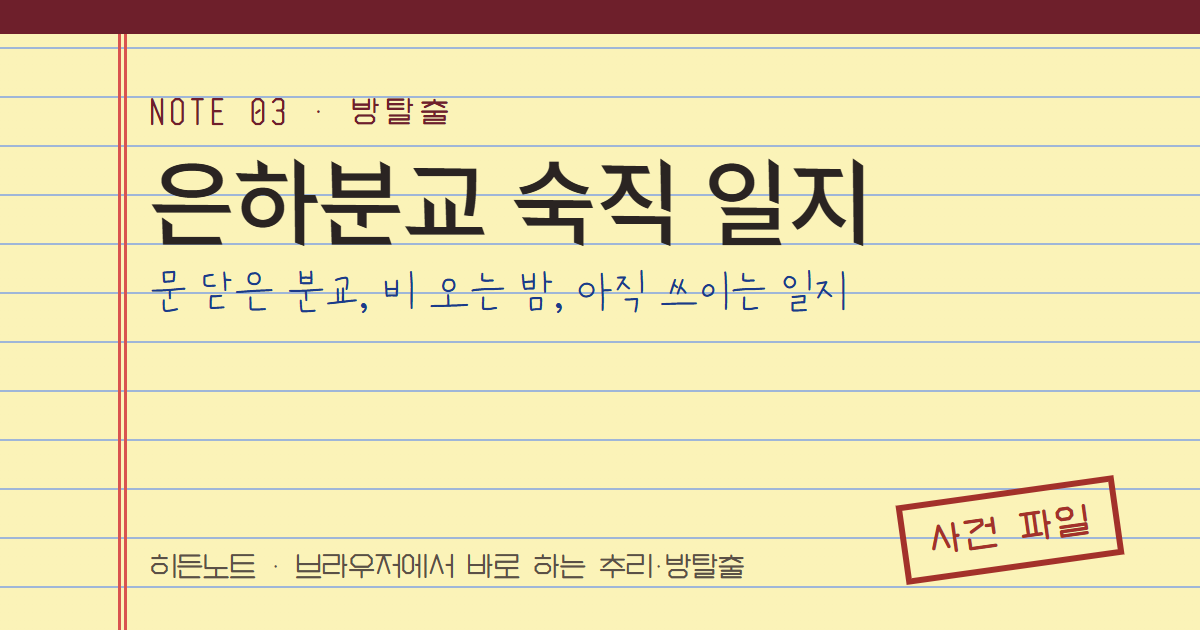 NOTE 03 · 방탈출
은하분교 숙직 일지
문 닫은 분교, 비 오는 밤, 아직 쓰이는 일지
사건 파일
히든노트 · 브라우저에서 바로 하는 추리·방탈출